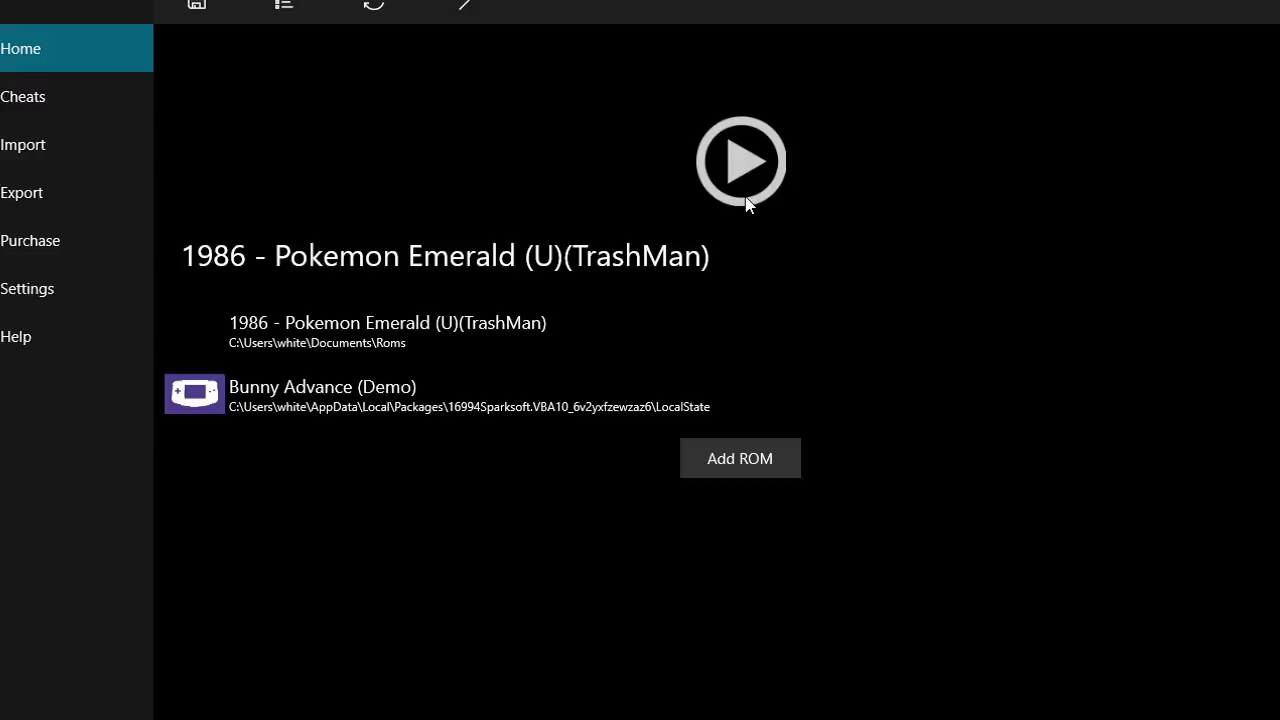 Home
Cheats
Import
Export
Purchase
Settings
Help
1986 - Pokemon Emerald (U)(TrashMan)
1986 - Pokemon Emerald (U)(TrashMan)
C:\Users\white\Documents\Roms
Bunny Advance (Demo)
C:\Users\white\AppData\Local\Packages\16994Sparksoft.VBA10_6v2yxfzewzaz6\LocalState
Add ROM